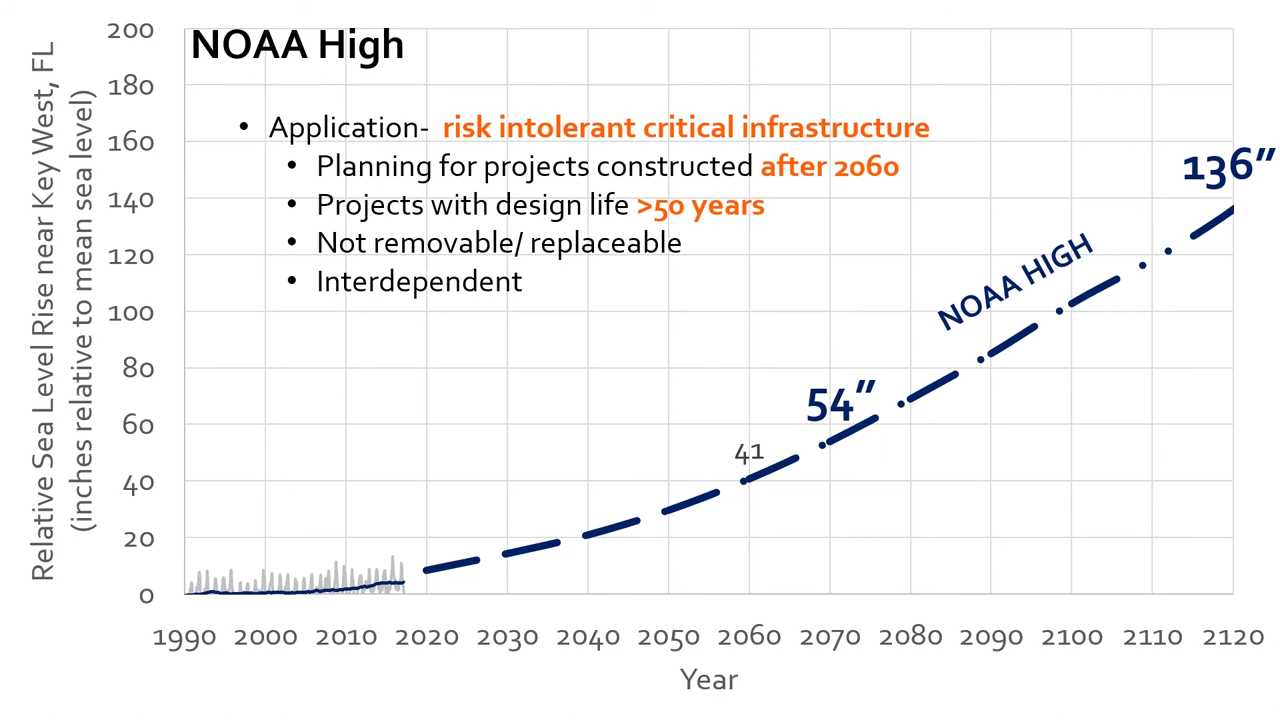 NOAA High
• Application- risk intolerant critical infrastructure
• Planning for projects constructed after 2060
• Projects with design life >50 years
• Not removable/ replaceable
• Interdependent
Relative Sea Level Rise near Key West, FL
(inches relative to mean sea level)
200
180
160
140
120
100
80
60
40
20
0
136”
NOAA HIGH
54”
41
1990 2000 2010 2020 2030 2040 2050 2060 2070 2080 2090 2100 2110 2120
Year